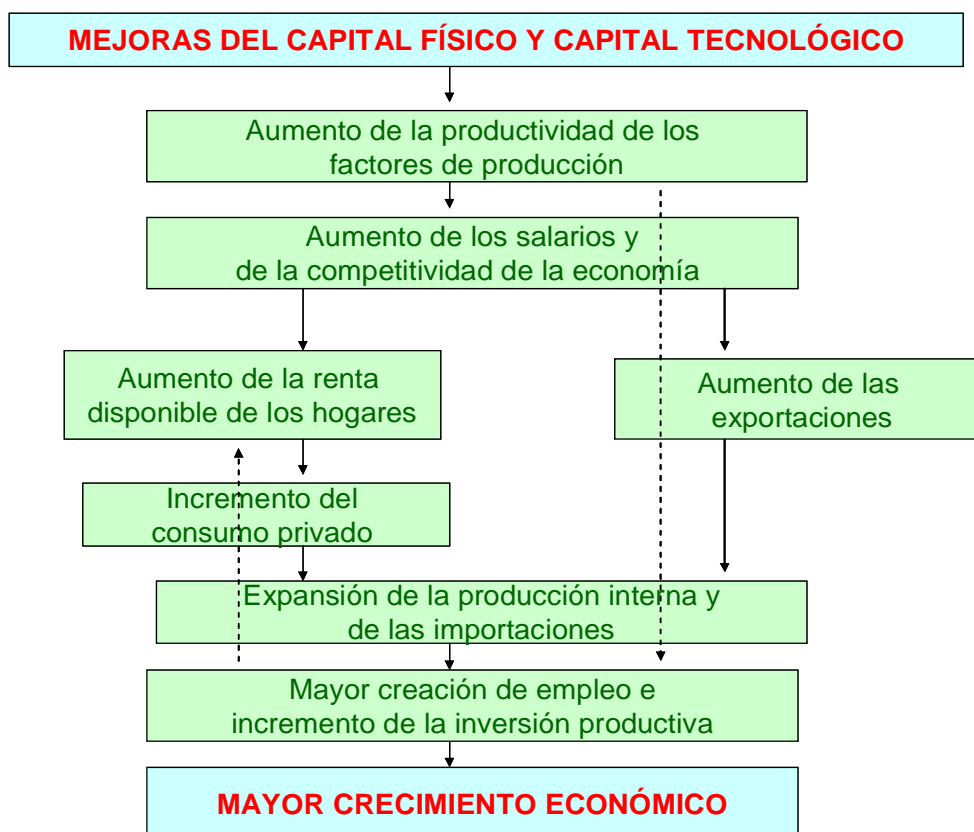 MEJORAS DEL CAPITAL FÍSICO Y CAPITAL TECNOLÓGICO
Aumento de la productividad de los
factores de producción
Aumento de los salarios y
de la competitividad de la economía
Aumento de la renta
disponible de los hogares
Aumento de las
exportaciones
Incremento del
consumo privado
Expansión de la producción interna y
de las importaciones
Mayor creación de empleo e
incremento de la inversión productiva
MAYOR CRECIMIENTO ECONÓMICO